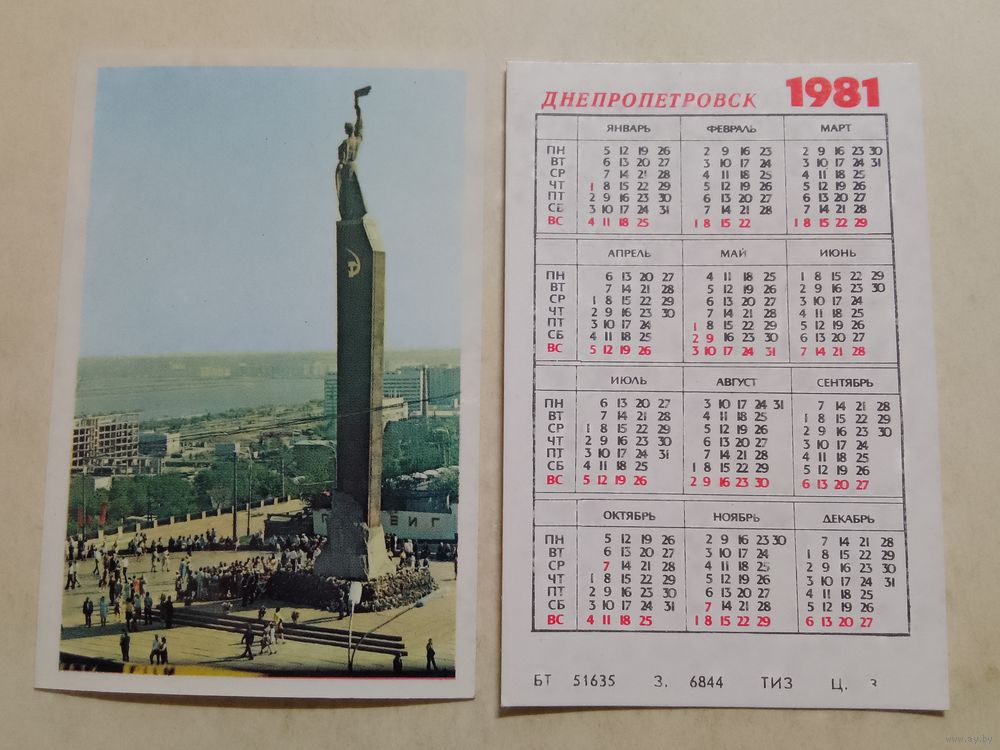 ДНЕПРОПЕТРОВСК 1981
ЯНВАРЬ ФЕВРАЛЬ МАРТ
ПН 5 12 19 26 2 9 16 23 2 9 16 23 30
ВТ 6 13 20 27 3 10 17 24 3 10 17 24 31
СР 7 14 21 28 4 11 18 25 4 11 18 25
ЧТ 1 8 15 22 29 5 12 19 26 5 12 19 26
ПТ 2 9 16 23 30 6 13 20 27 6 13 20 27
СБ 3 10 17 24 31 7 14 21 28 7 14 21 28
ВС 4 11 18 25 1 8 15 22 1 8 15 22 29
АПРЕЛЬ МАЙ ИЮНЬ
ПН 6 13 20 27 4 11 18 25 1 8 15 22 29
ВТ 7 14 21 28 5 12 19 26 2 9 16 23 30
СР 1 8 15 22 29 6 13 20 27 3 10 17 24
ЧТ 2 9 16 23 30 7 14 21 28 4 11 18 25
ПТ 3 10 17 24 1 8 15 22 29 5 12 19 26
СБ 4 11 18 25 2 9 16 23 30 6 13 20 27
ВС 5 12 19 26 3 10 17 24 31 7 14 21 28
ИЮЛЬ АВГУСТ СЕНТЯБРЬ
ПН 6 13 20 27 3 10 17 24 31 7 14 21 28
ВТ 7 14 21 28 4 11 18 25 1 8 15 22 29
СР 1 8 15 22 29 5 12 19 26 2 9 16 23 30
ЧТ 2 9 16 23 30 6 13 20 27 3 10 17 24
ПТ 3 10 17 24 31 7 14 21 28 4 11 18 25
СБ 4 11 18 25 1 8 15 22 29 5 12 19 26
ВС 5 12 19 26 2 9 16 23 30 6 13 20 27
ОКТЯБРЬ НОЯБРЬ ДЕКАБРЬ
ПН 5 12 19 26 2 9 16 23 30 7 14 21 28
ВТ 6 13 20 27 3 10 17 24 1 8 15 22 29
СР 7 14 21 28 4 11 18 25 2 9 16 23 30
ЧТ 1 8 15 22 29 5 12 19 26 3 10 17 24 31
ПТ 2 9 16 23 30 6 13 20 27 4 11 18 25
СБ 3 10 17 24 31 7 14 21 28 5 12 19 26
ВС 4 11 18 25 1 8 15 22 29 6 13 20 27
БТ 51635 З. 6844 ТИЗ Ц.
www.ay.by